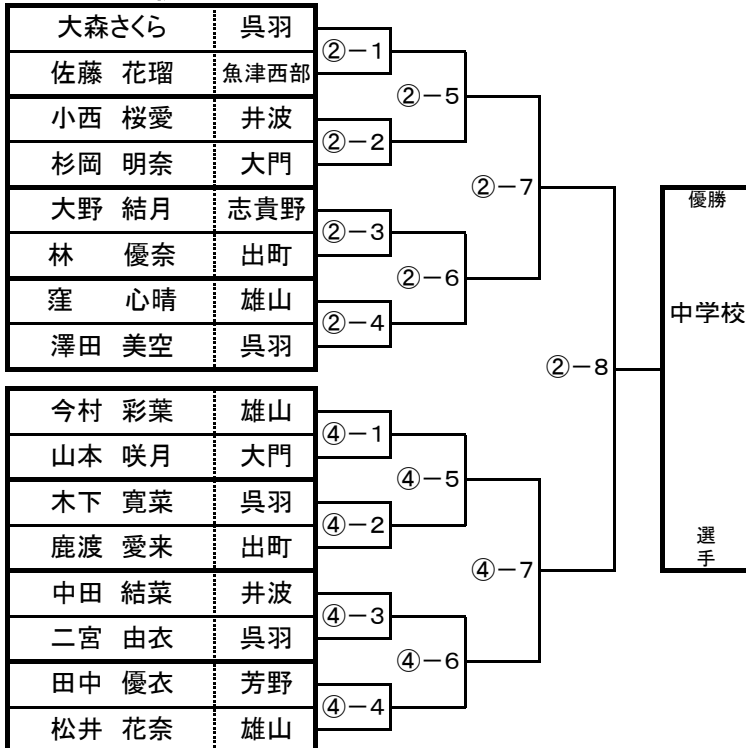 大森さくら 呉羽
②－1
佐藤 花瑠 魚津西部
②－5
小西 桜愛 井波
②－2
杉岡 明奈 大門
②－7
大野 結月 志貴野
②－3
林 優奈 出町
②－6
窪 心晴 雄山
②－4
澤田 美空 呉羽
②－8
今村 彩葉 雄山
④－1
山本 咲月 大門
④－5
木下 寛菜 呉羽
④－2
鹿渡 愛来 出町
④－7
中田 結菜 井波
④－3
二宮 由衣 呉羽
④－6
田中 優衣 芳野
④－4
松井 花奈 雄山
優勝
中学校
選
手